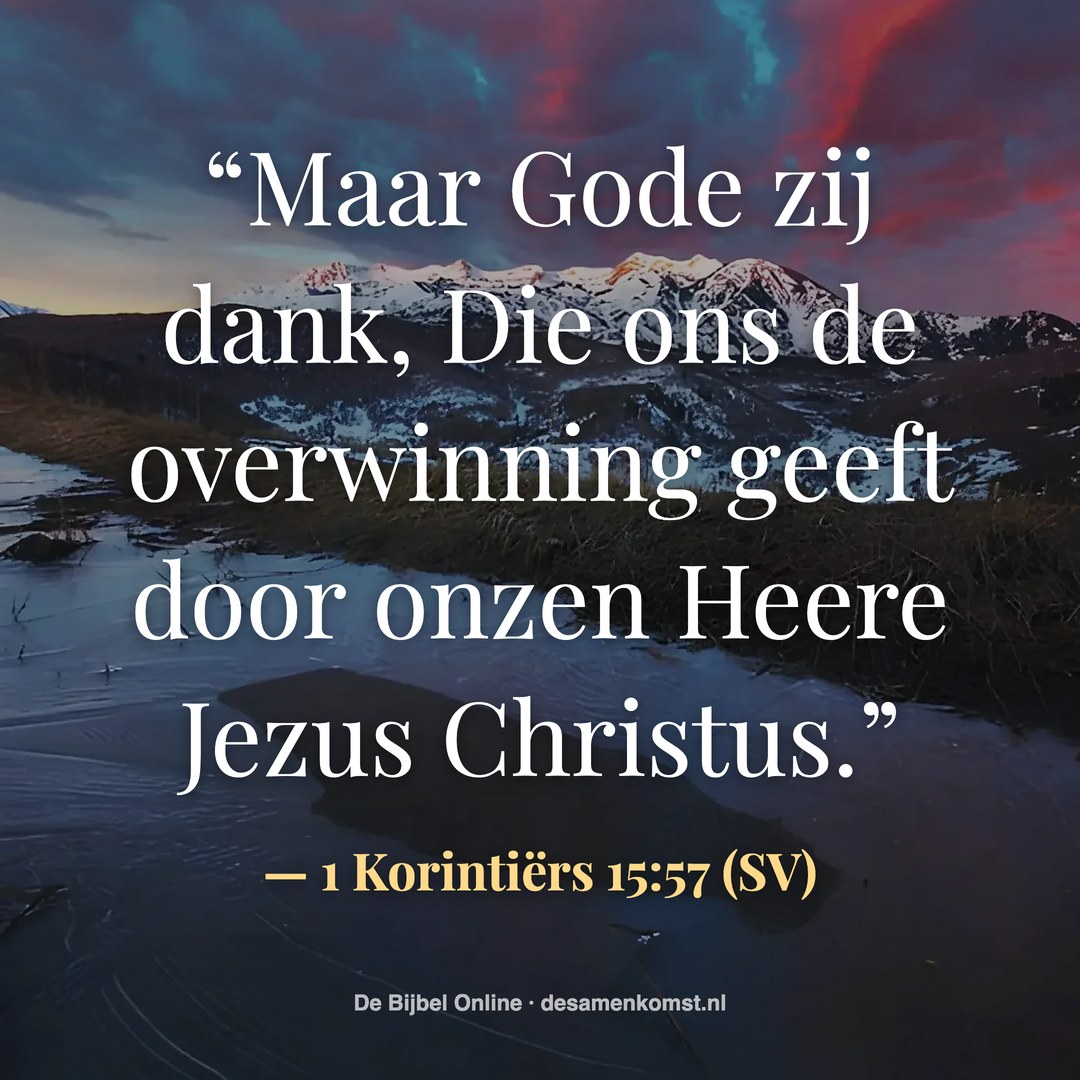 “Maar Gode zij
dank, Die ons de
overwinning geeft
door onzen Heere
Jezus Christus.”
— 1 Korintiërs 15:57 (SV)
De Bijbel Online · desamenkomst.nl